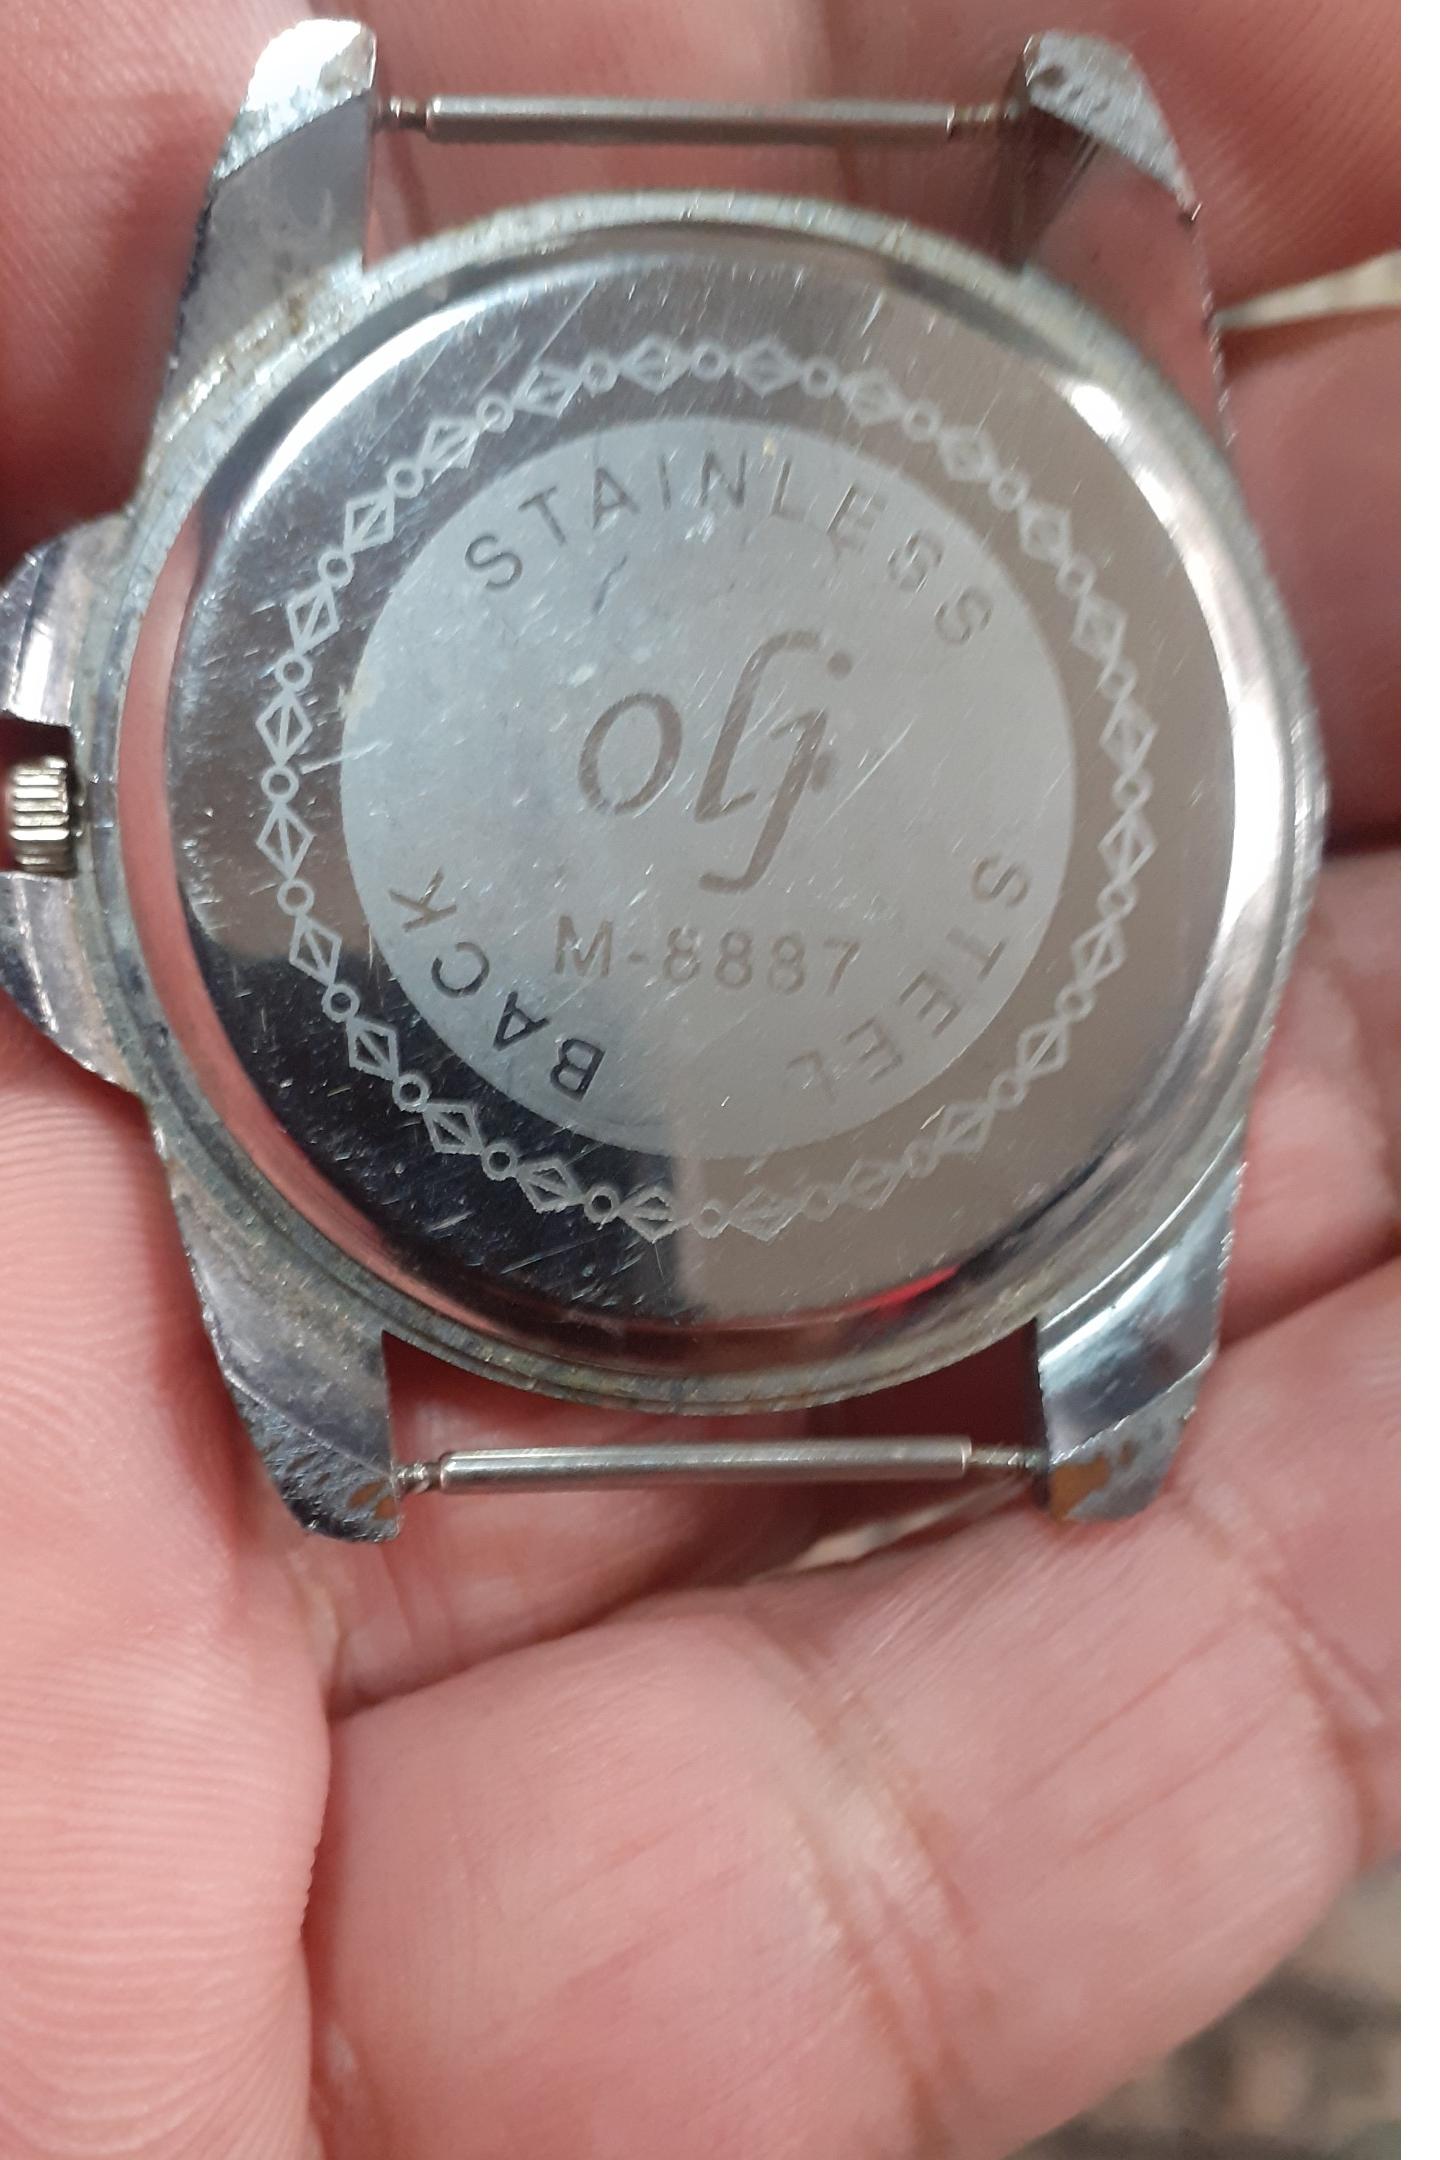 STAINLESS
olj
M-8887
STEEL
BACK